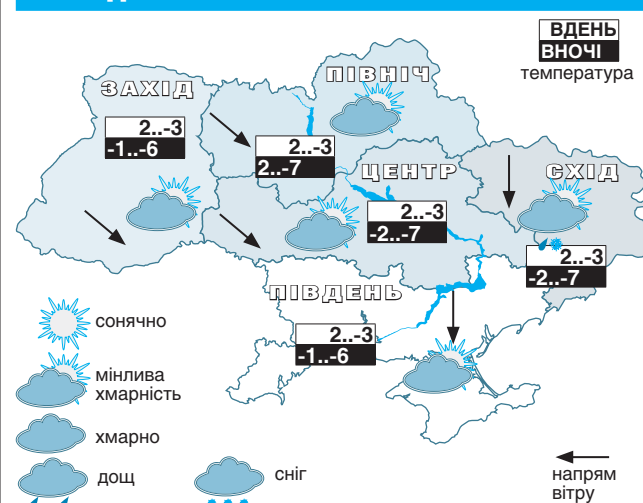 ВДЕНЬ
ВНОЧІ
температура
ПІВНІЧ
ЗАХІД
2..-3
-1..-6
2..-3
2..-7
ЦЕНТР
СХІД
2..-3
-2..-7
2..-3
-2..-7
ПІВДЕНЬ
2..-3
-1..-6
сонячно
мінлива
хмарність
хмарно
дощ
сніг
напрям
вітру